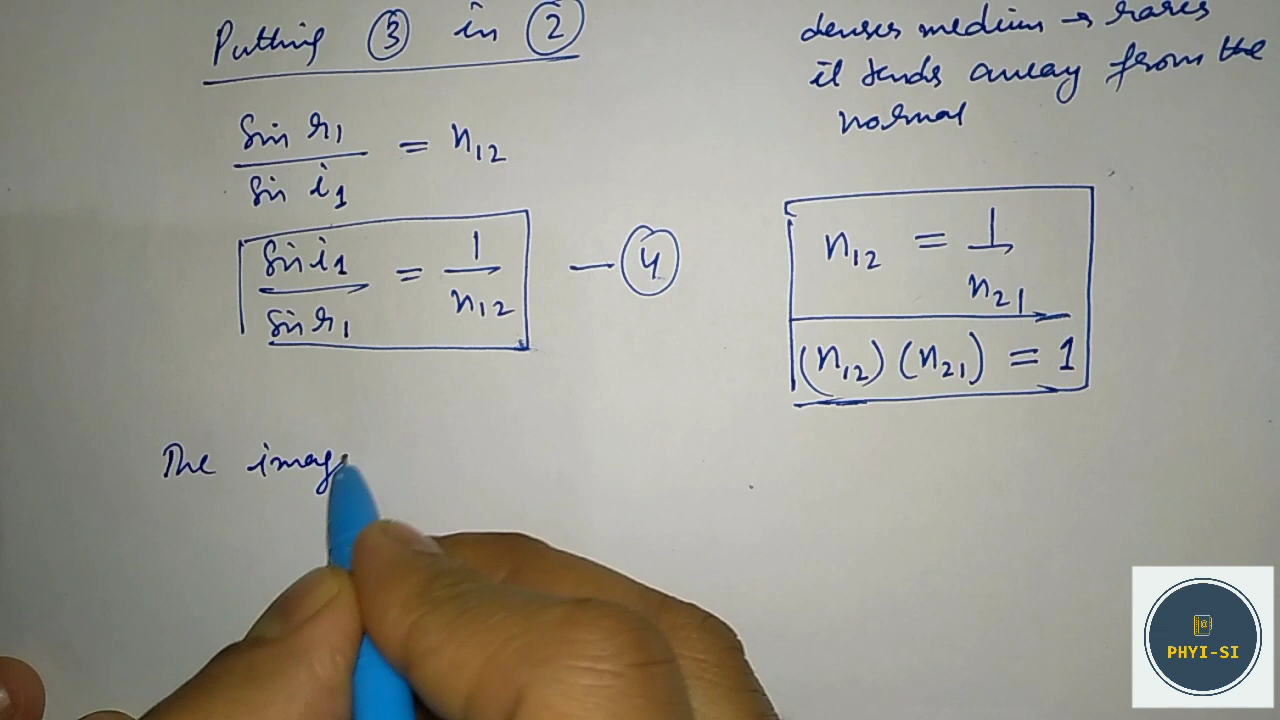 Putting 3 in 2
sin r1 / sin i1 = n12
sin i1 / sin r1 = 1 / n12 — 4
The imag
denser medium → rarer
it tends away from the
normal
n12 = 1 / n21
(n12) (n21) = 1
PHYI-SI